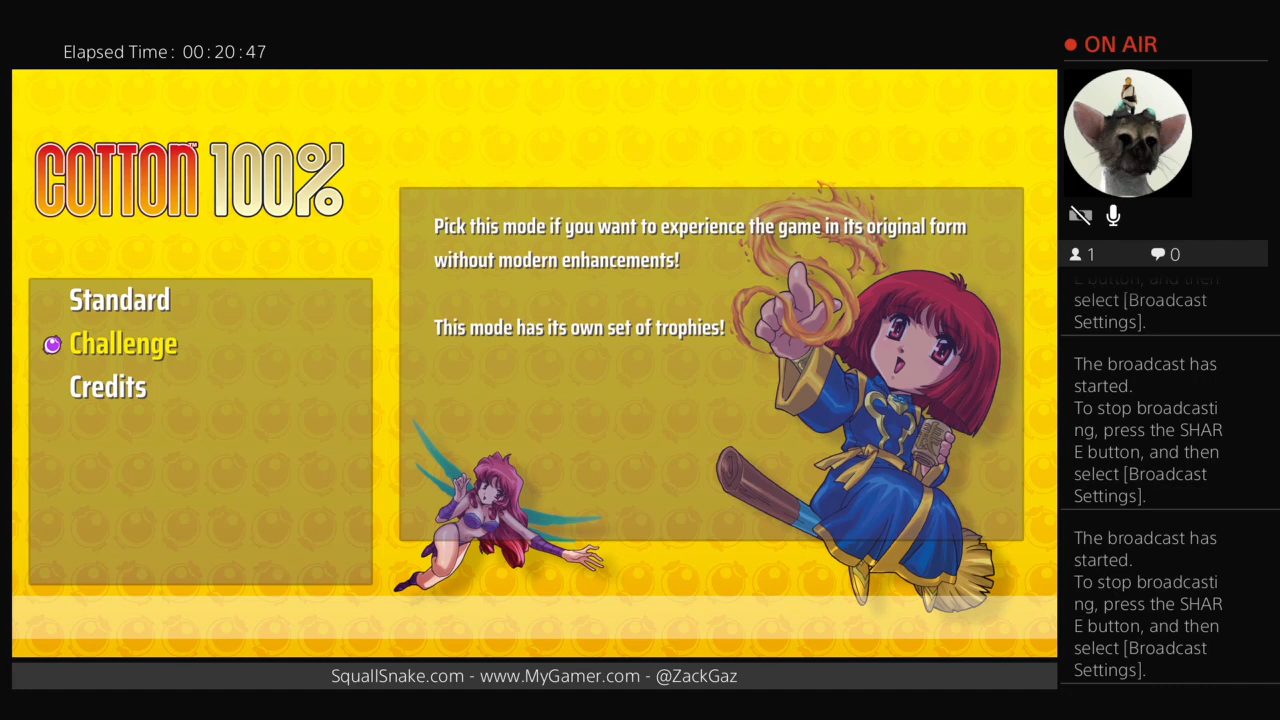 Elapsed Time: 00:20:47
ON AIR
COTTON™ 100%
Pick this mode if you want to experience the game in its original form
without modern enhancements!
This mode has its own set of trophies!
Standard
Challenge
Credits
1
0
E button, and then
select [Broadcast
Settings].
The broadcast has
started.
To stop broadcasti
ng, press the SHAR
E button, and then
select [Broadcast
Settings].
The broadcast has
started.
To stop broadcasti
ng, press the SHAR
E button, and then
select [Broadcast
Settings].
SquallSnake.com - www.MyGamer.com - @ZackGaz